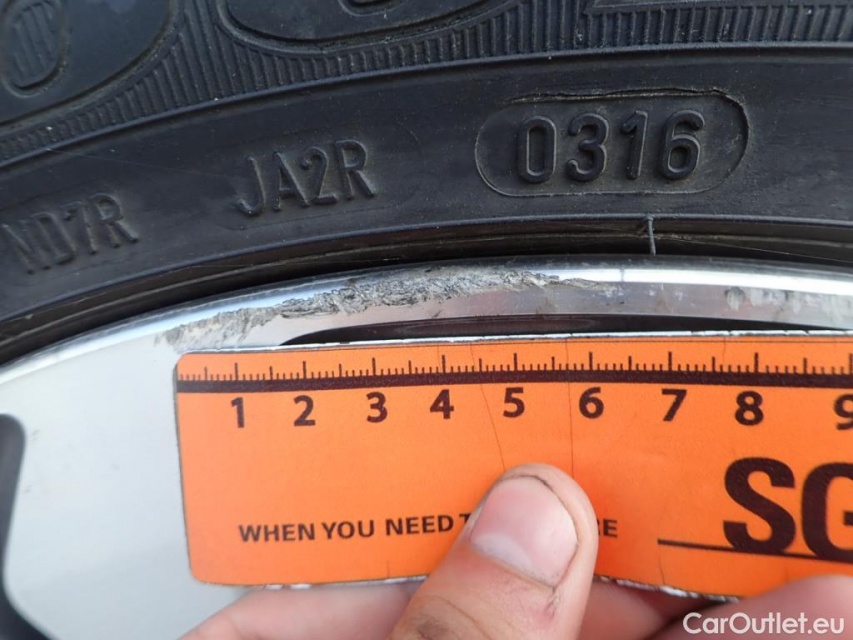 0316
JA2R
ND7R
1 2 3 4 5 6 7 8 9
WHEN YOU NEED
SG
CarOutlet.eu